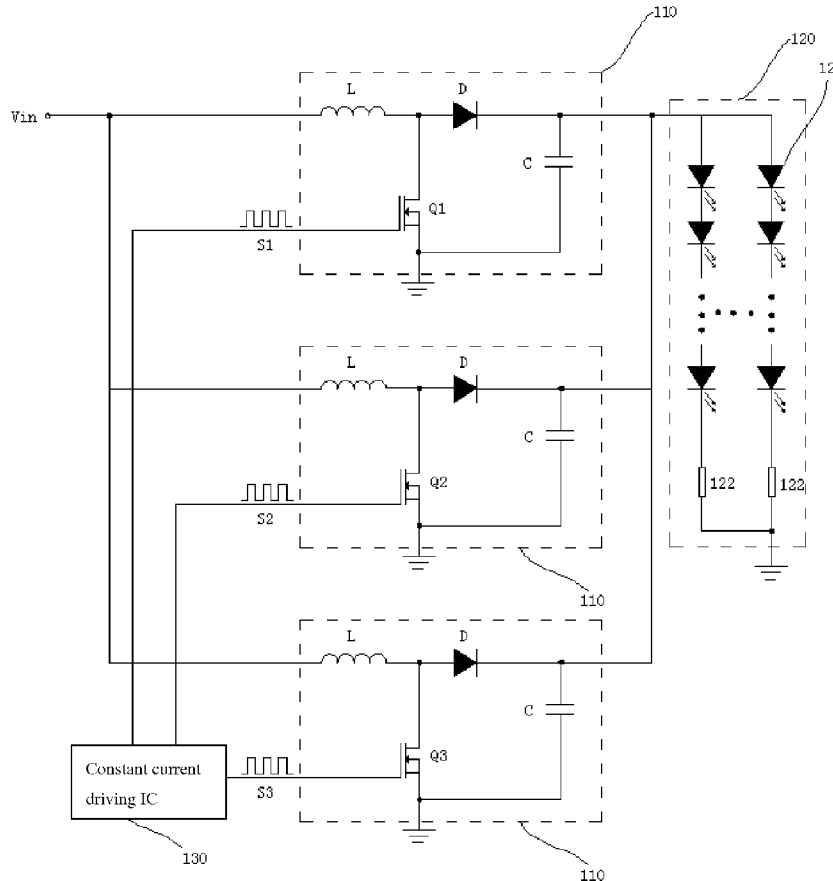 110
120
12
L
D
Vin
C
Q1
S1
L
D
C
Q2
122
122
S2
110
L
D
C
Q3
Constant current
driving IC
S3
130
110